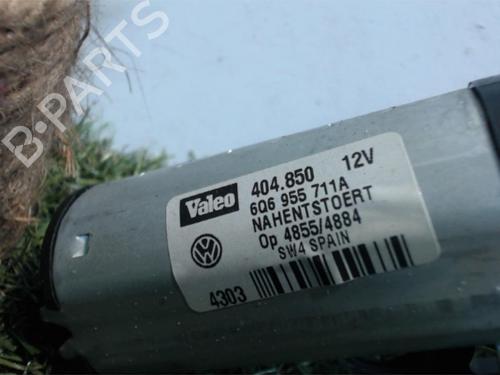 B-PARTS
Valeo
404.850 12V
6Q6 955 711A
NAHENTSTOERT
Op 4855/4884
SW4 SPAIN
4303